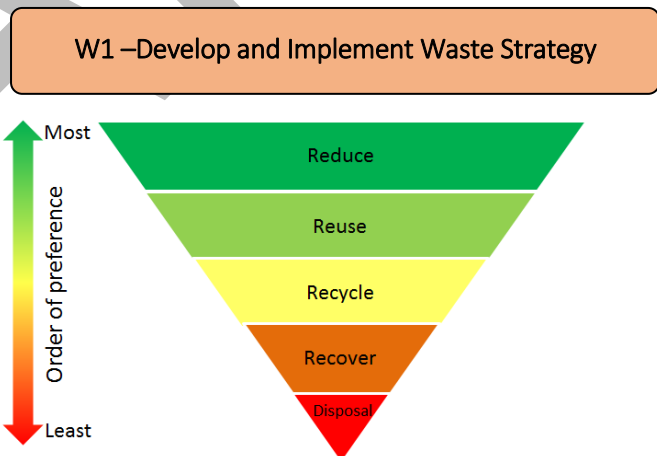 W1 –Develop and Implement Waste Strategy
Most
Reduce
Reuse
Order of preference
Recycle
Recover
Disposal
Least